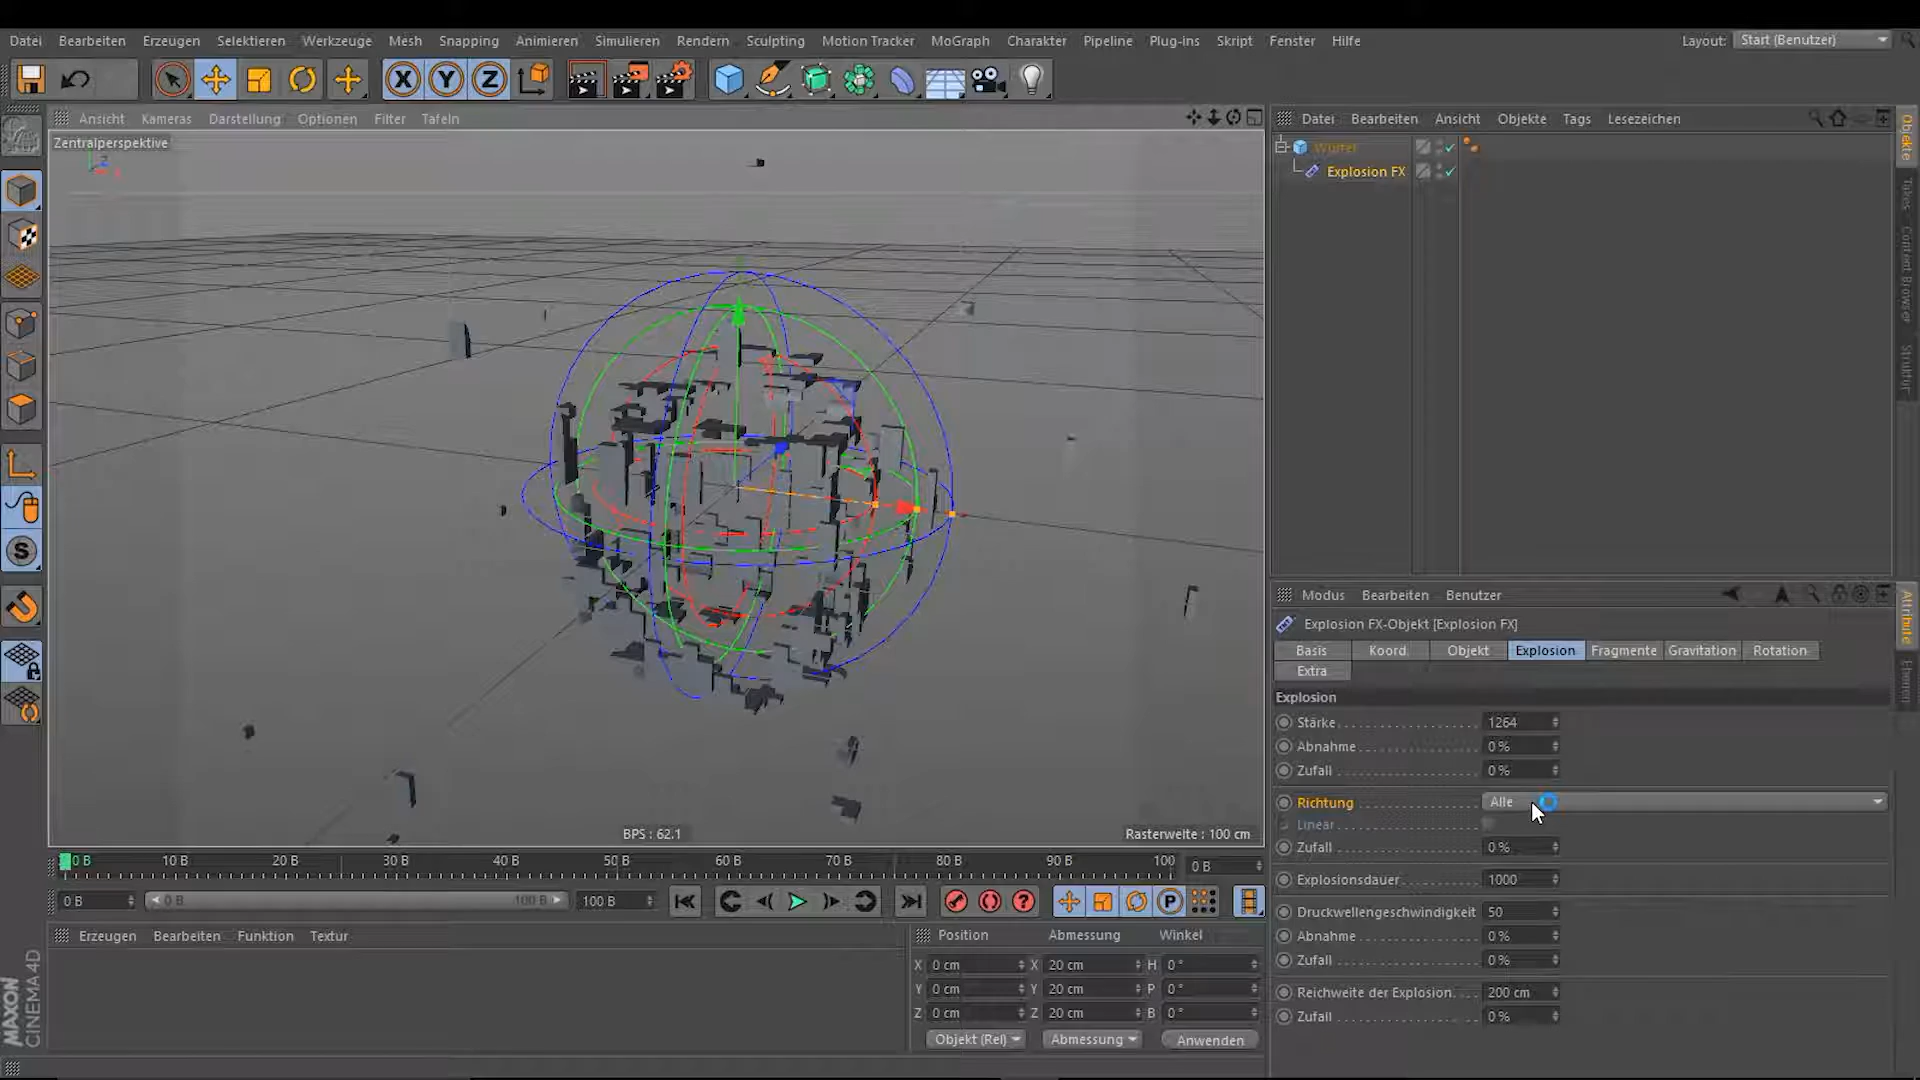 Datei Bearbeiten Erzeugen Selektieren Werkzeuge Mesh Snapping Animieren Simulieren Rendern Sculpting Motion Tracker MoGraph Charakter Pipeline Plug-ins Skript Fenster Hilfe Layout: Start (Benutzer)
X Y Z
Ansicht Kameras Darstellung Optionen Filter Tafeln
Zentralperspektive
Datei Bearbeiten Ansicht Objekte Tags Lesezeichen
Würfel
Explosion FX
Objekte
Takes
Content Browser
Struktur
BPS : 62.1
Rasterweite : 100 cm
Modus Bearbeiten Benutzer
Explosion FX-Objekt [Explosion FX]
Basis Koord. Objekt Explosion Fragmente Gravitation Rotation
Extra
Explosion
Stärke 1264
Abnahme 0 %
Zufall 0 %
Richtung Alle
Linear
Zufall 0 %
Explosionsdauer 1000
Druckwellengeschwindigkeit 50
Abnahme 0 %
Zufall 0 %
Reichweite der Explosion 200 cm
Zufall 0 %
Attribute
Ebenen
0 B 10 B 20 B 30 B 40 B 50 B 60 B 70 B 80 B 90 B 100 0 B
0 B 0 B 100 B 100 B
Erzeugen Bearbeiten Funktion Textur
Position Abmessung Winkel
X 0 cm X 20 cm H 0 °
Y 0 cm Y 20 cm P 0 °
Z 0 cm Z 20 cm B 0 °
Objekt (Rel) Abmessung Anwenden
MAXON
CINEMA 4D